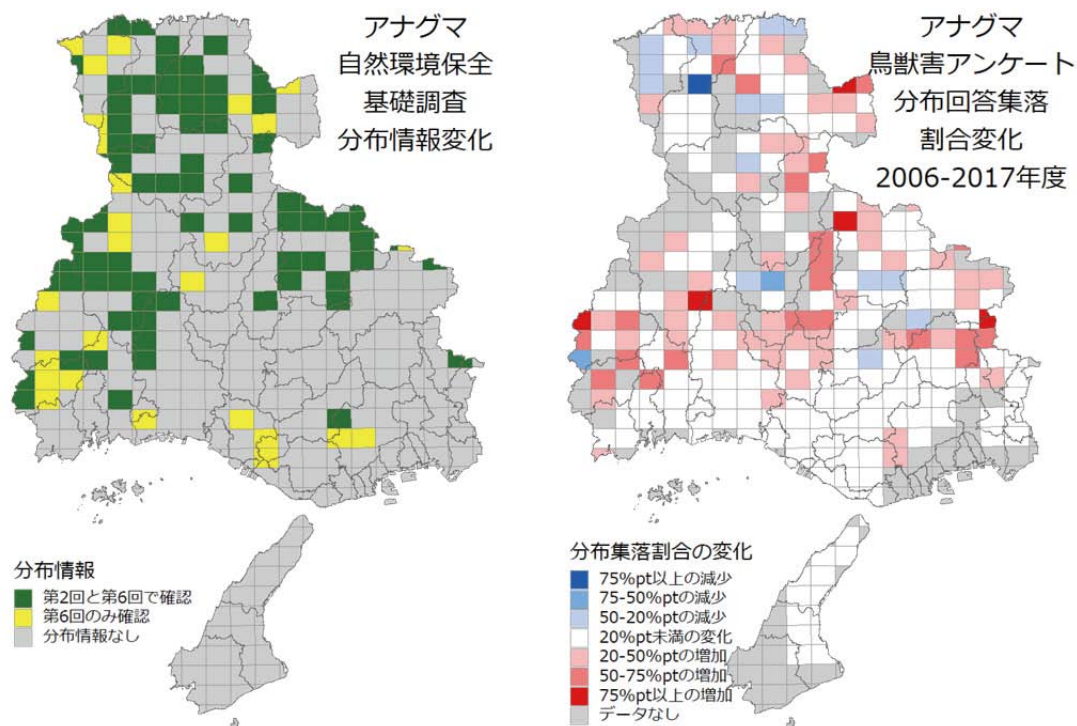 アナグマ
自然環境保全
基礎調査
分布情報変化
分布情報
第2回と第6回で確認
第6回のみ確認
分布情報なし
アナグマ
鳥獣害アンケート
分布回答集落
割合変化
2006-2017年度
分布集落割合の変化
75%pt以上の減少
75-50%ptの減少
50-20%ptの減少
20%pt未満の変化
20-50%ptの増加
50-75%ptの増加
75%pt以上の増加
データなし